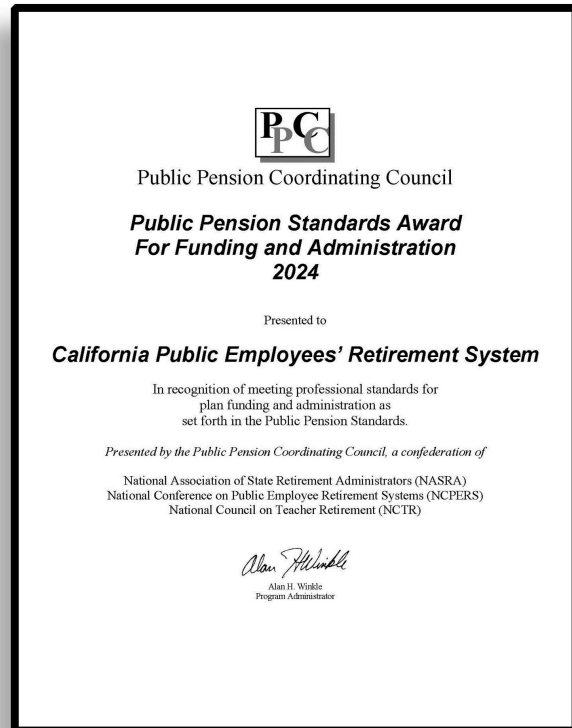 PPCC
Public Pension Coordinating Council
Public Pension Standards Award
For Funding and Administration
2024
Presented to
California Public Employees' Retirement System
In recognition of meeting professional standards for
plan funding and administration as
set forth in the Public Pension Standards.
Presented by the Public Pension Coordinating Council, a confederation of
National Association of State Retirement Administrators (NASRA)
National Conference on Public Employee Retirement Systems (NCPERS)
National Council on Teacher Retirement (NCTR)
Alan H. Winkle
Alan H. Winkle
Program Administrator